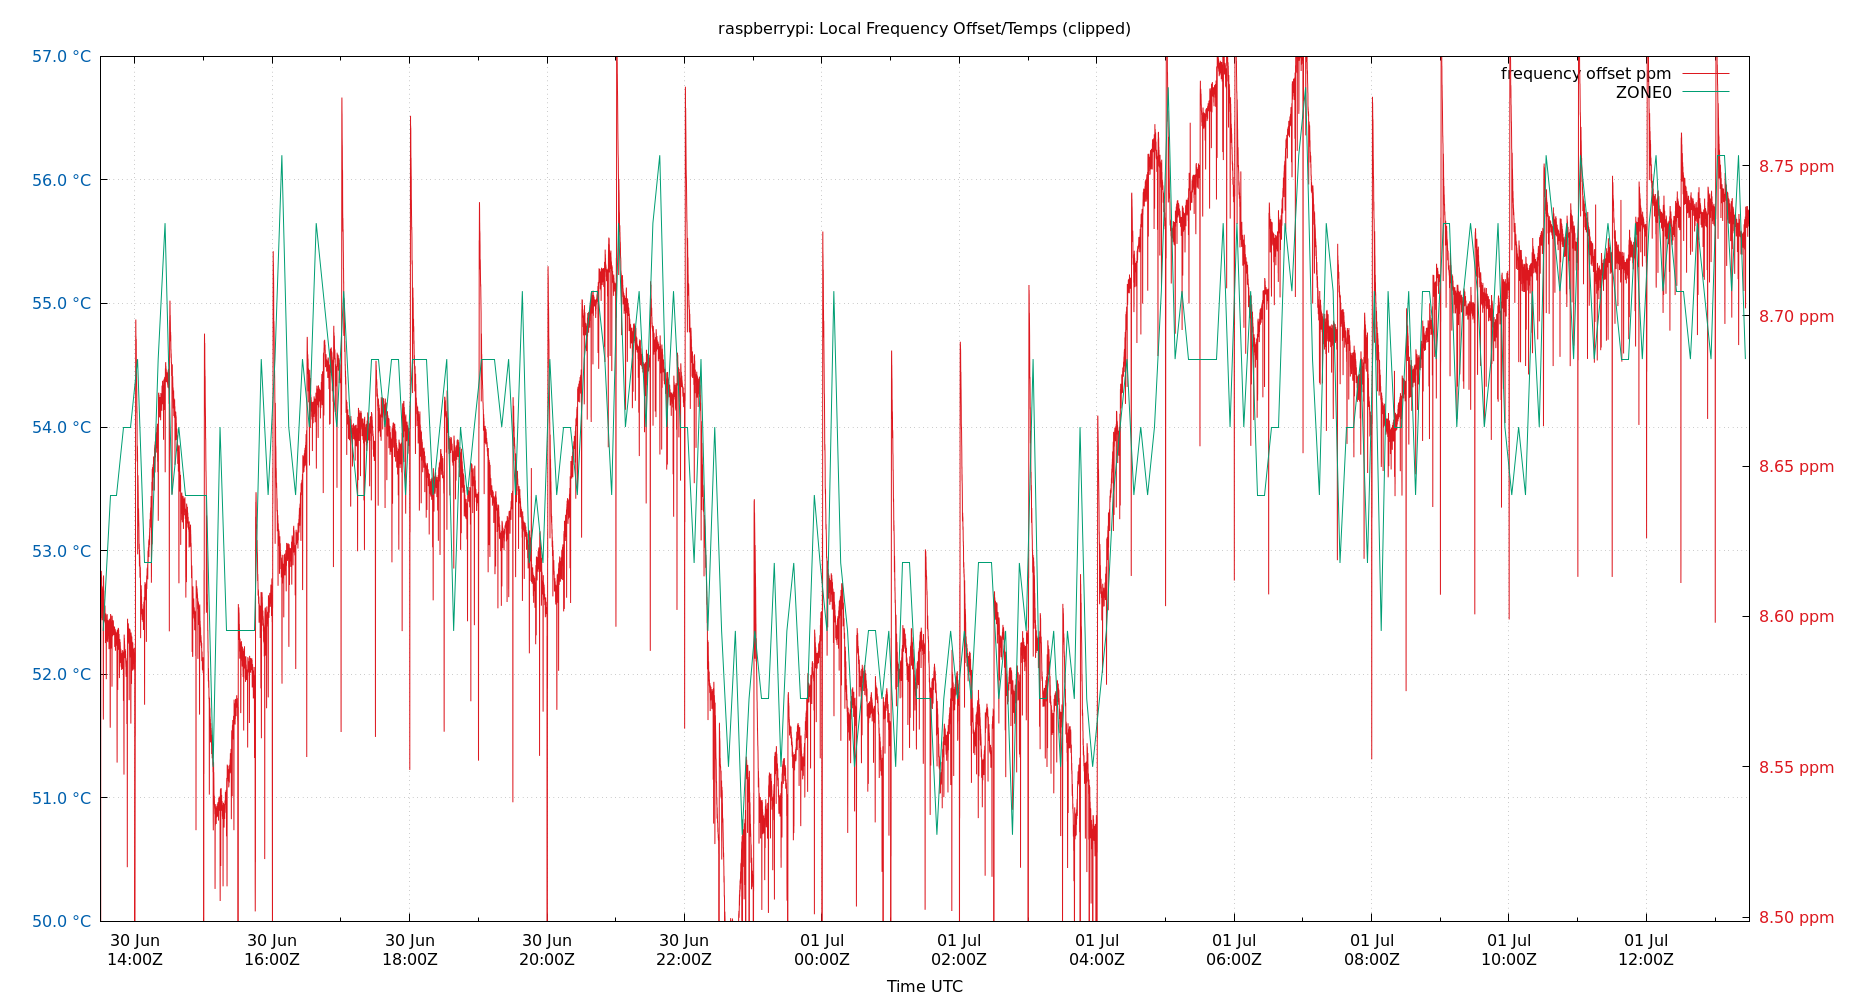 raspberrypi: Local Frequency Offset/Temps (clipped)
57.0 °C
56.0 °C
55.0 °C
54.0 °C
53.0 °C
52.0 °C
51.0 °C
50.0 °C
frequency offset ppm
ZONE0
8.75 ppm
8.70 ppm
8.65 ppm
8.60 ppm
8.55 ppm
8.50 ppm
30 Jun 30 Jun 30 Jun 30 Jun 30 Jun 01 Jul 01 Jul 01 Jul 01 Jul 01 Jul 01 Jul 01 Jul
14:00Z 16:00Z 18:00Z 20:00Z 22:00Z 00:00Z 02:00Z 04:00Z 06:00Z 08:00Z 10:00Z 12:00Z
Time UTC